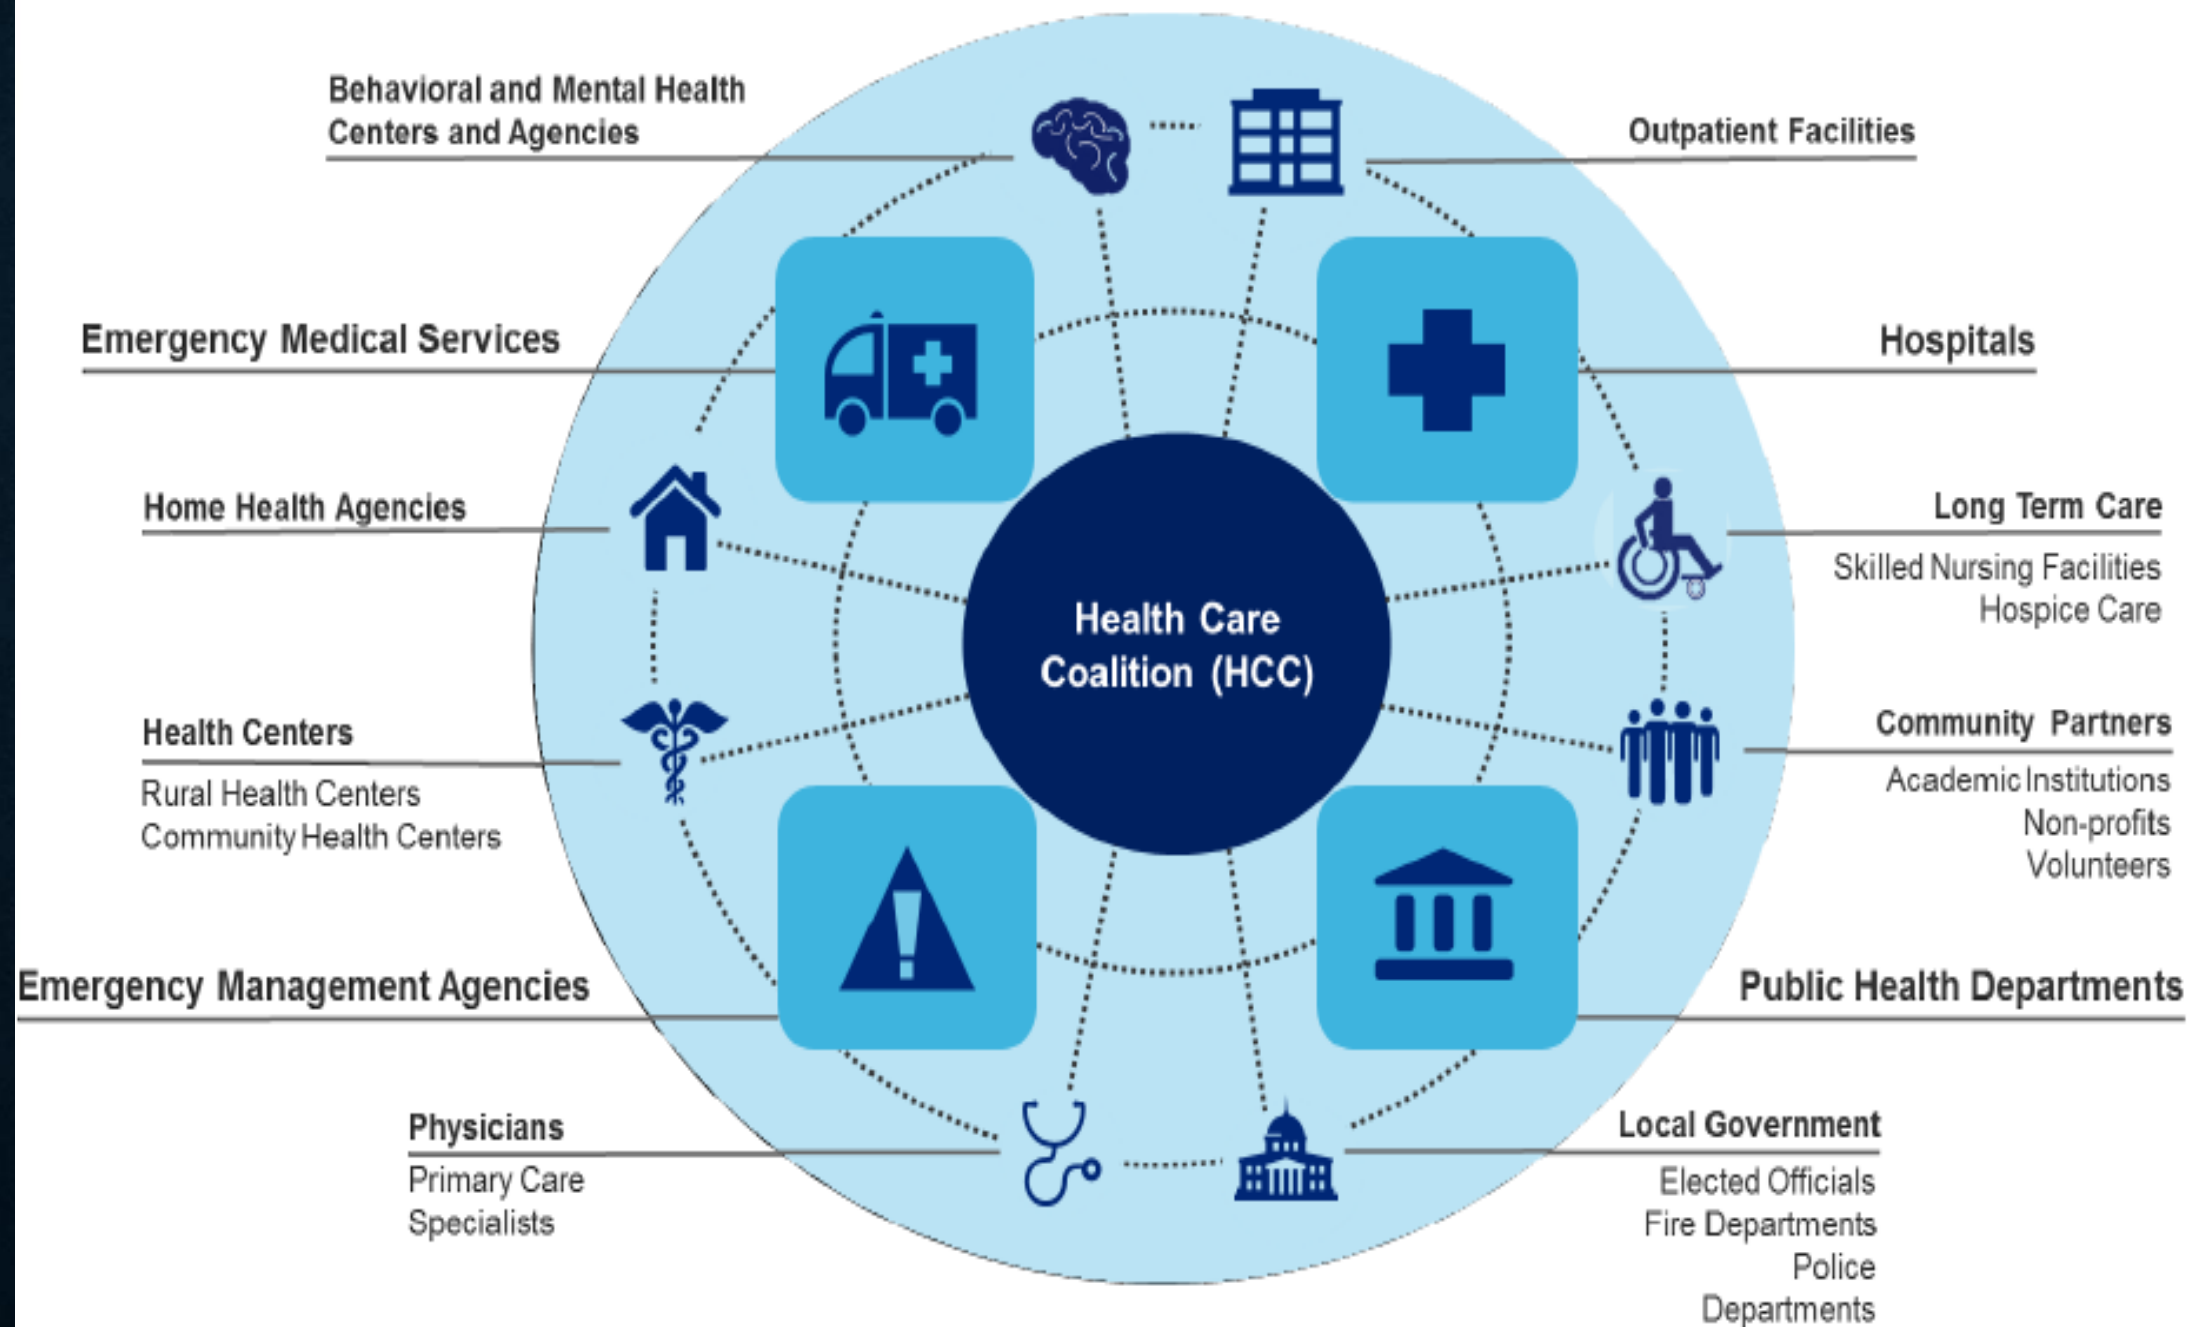 Behavioral and Mental Health
Centers and Agencies
Outpatient Facilities
Emergency Medical Services
Hospitals
Home Health Agencies
Long Term Care
Skilled Nursing Facilities
Hospice Care
Health Care
Coalition (HCC)
Health Centers
Rural Health Centers
Community Health Centers
Community Partners
Academic Institutions
Non-profits
Volunteers
Emergency Management Agencies
Public Health Departments
Physicians
Primary Care
Specialists
Local Government
Elected Officials
Fire Departments
Police
Departments